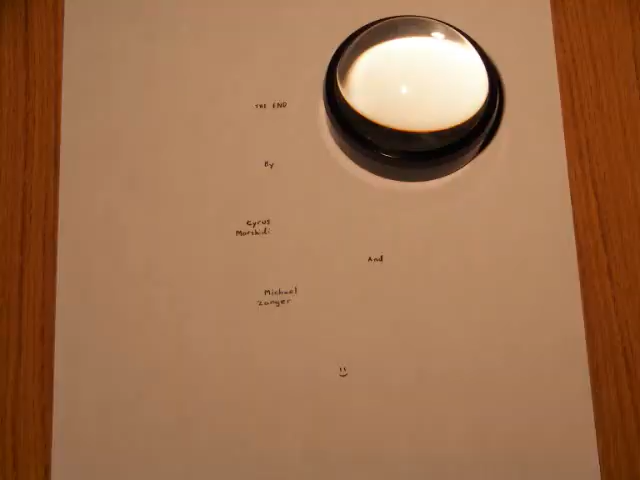 THE END
By
Cyrus
Morshidi
And
Michael
Zanger